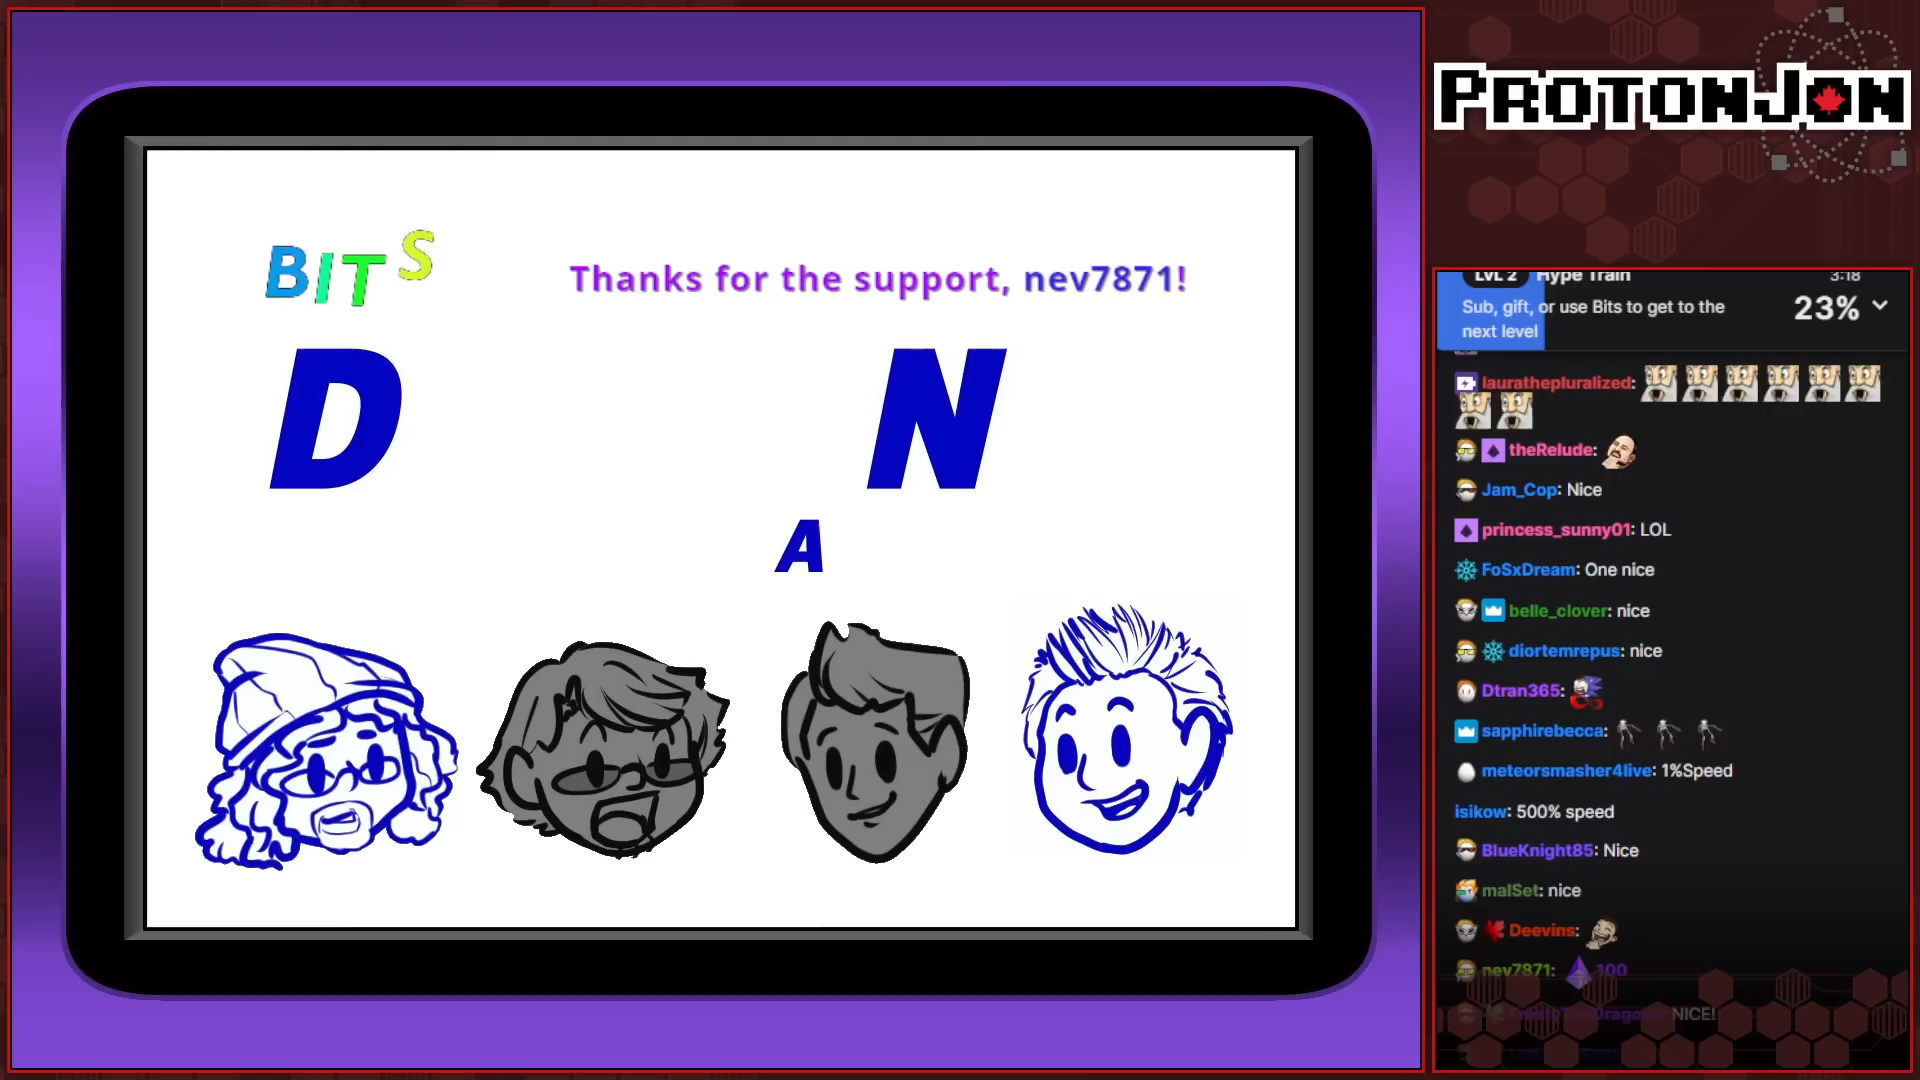 PROTONJON
BITS
Thanks for the support, nev7871!
D N
A
LVL 2 Hype Train 3:18
Sub, gift, or use Bits to get to the
next level
23%
laurathepluralized:
theRelude:
Jam_Cop: Nice
princess_sunny01: LOL
FoSxDream: One nice
belle_clover: nice
diortemrepus: nice
Dtran365:
sapphirebecca:
meteorsmasher4live: 1%Speed
isikow: 500% speed
BlueKnight85: Nice
malSet: nice
Deevins:
nev7871: 100
NICE!